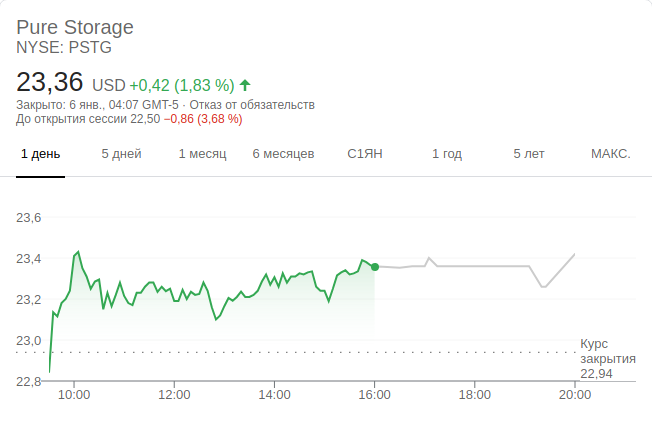 Pure Storage
NYSE: PSTG
23,36 USD +0,42 (1,83 %)
Закрыто: 6 янв., 04:07 GMT-5 · Отказ от обязательств
До открытия сессии 22,50 −0,86 (3,68 %)
1 день 5 дней 1 месяц 6 месяцев С1ЯН 1 год 5 лет МАКС.
23,6
23,4
23,2
23,0
Курс
закрытия
22,94
22,8
10:00 12:00 14:00 16:00 18:00 20:00